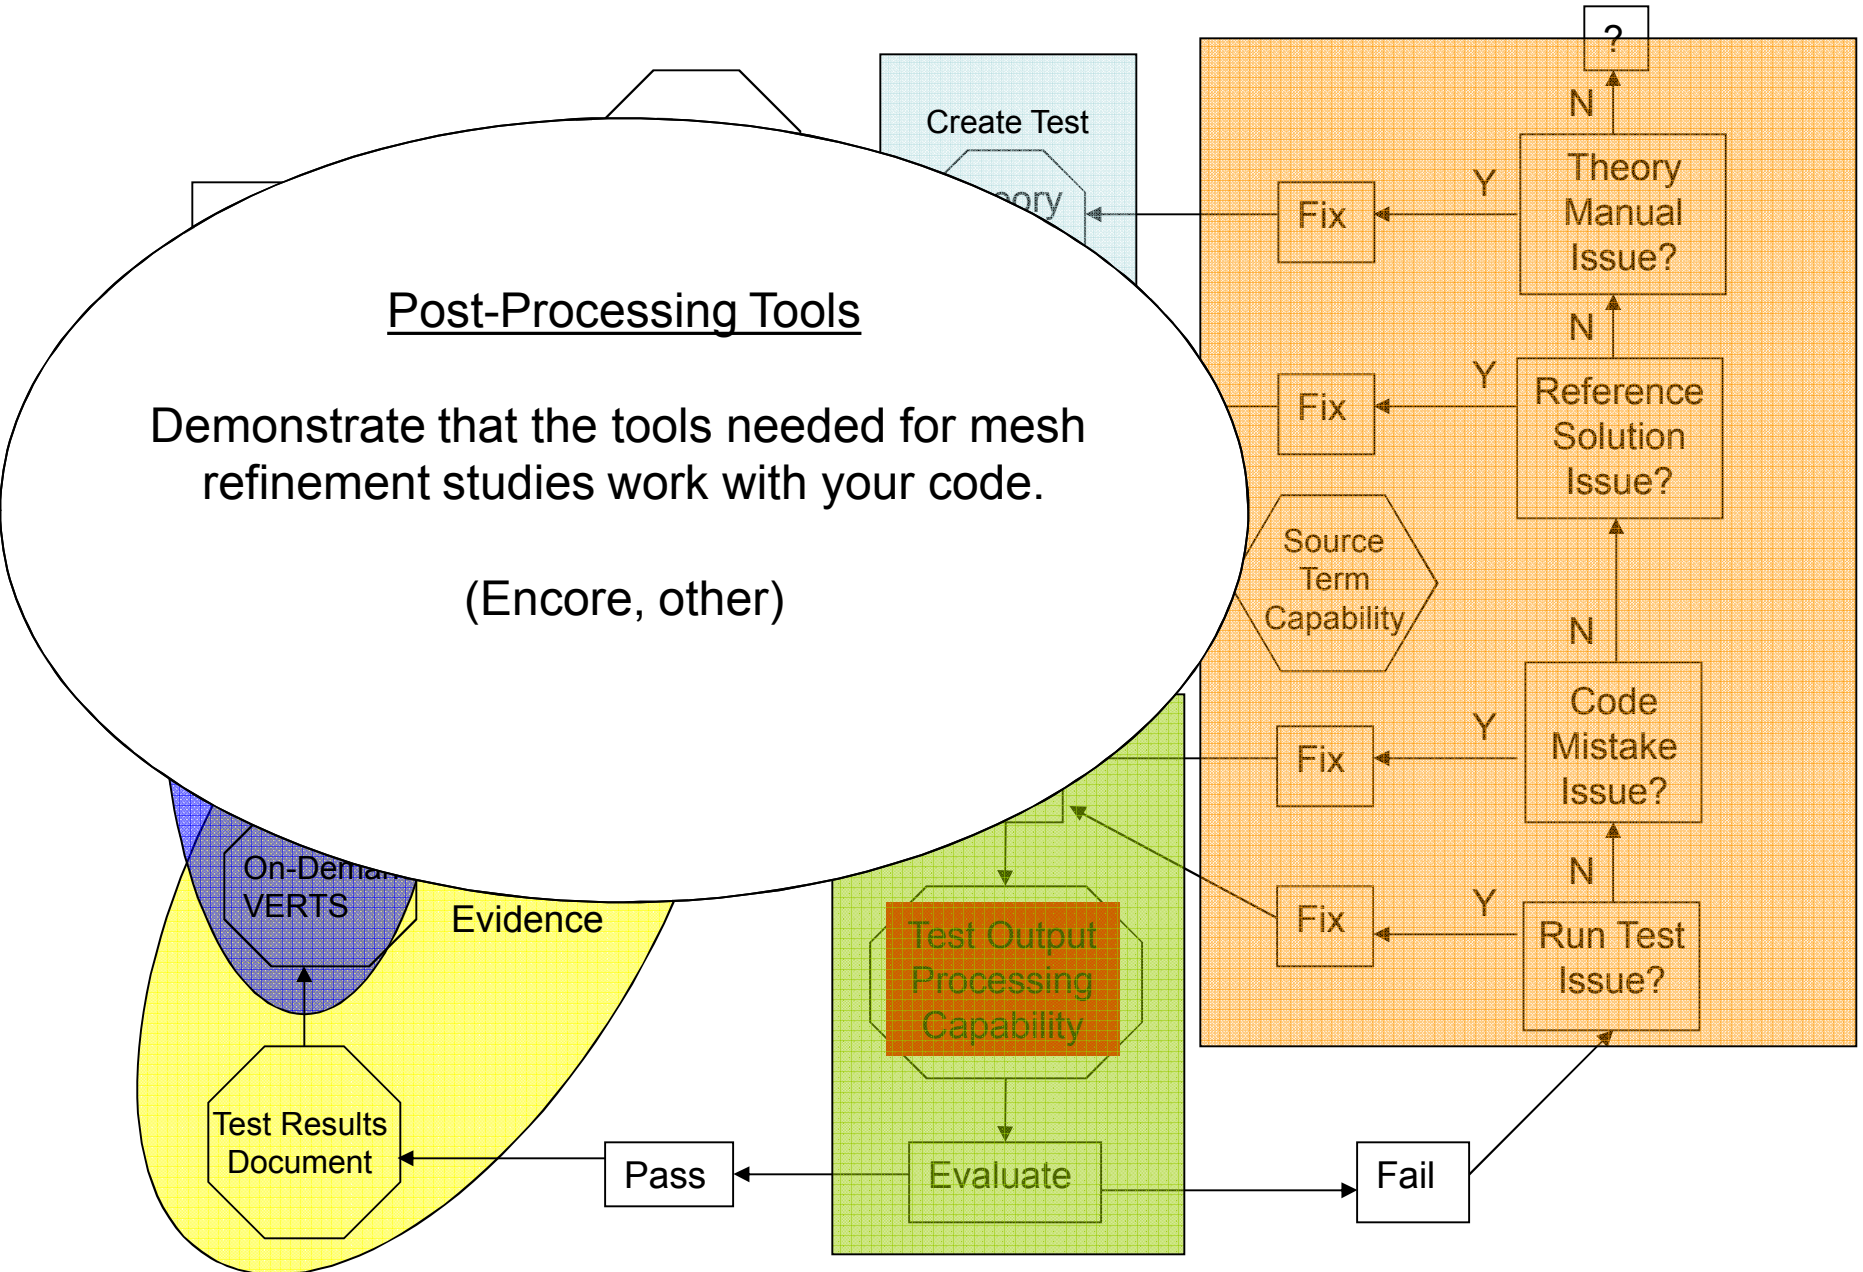 ?
N
Create Test
Theory
Manual
Issue?
Y
Fix
Post-Processing Tools
Demonstrate that the tools needed for mesh
refinement studies work with your code.
(Encore, other)
N
Reference
Solution
Issue?
Y
Fix
Source
Term
Capability
N
Code
Mistake
Issue?
Y
Fix
N
Run Test
Issue?
Y
Fix
VERTS
Evidence
Test Output
Processing
Capability
Test Results
Document
Pass
Evaluate
Fail